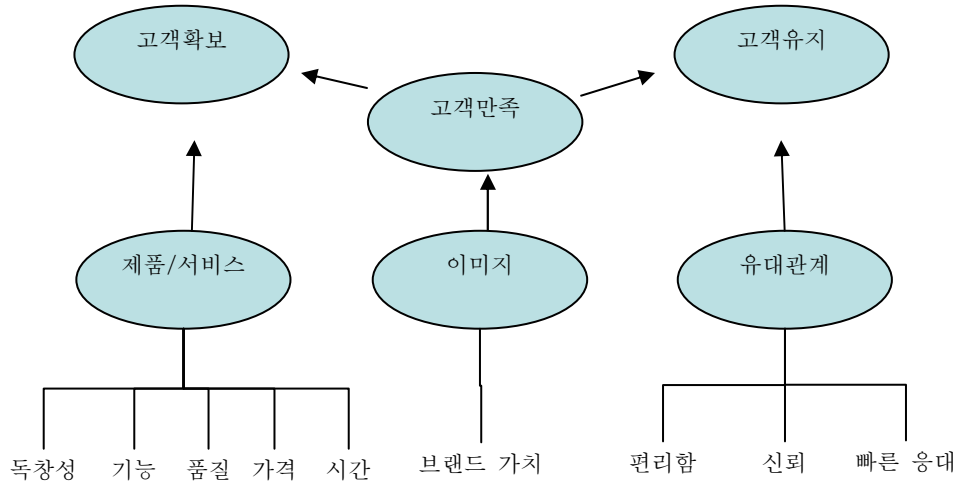 고객확보
고객유지
고객만족
제품/서비스
이미지
유대관계
독창성
기능
품질
가격
시간
브랜드 가치
편리함
신뢰
빠른 응대